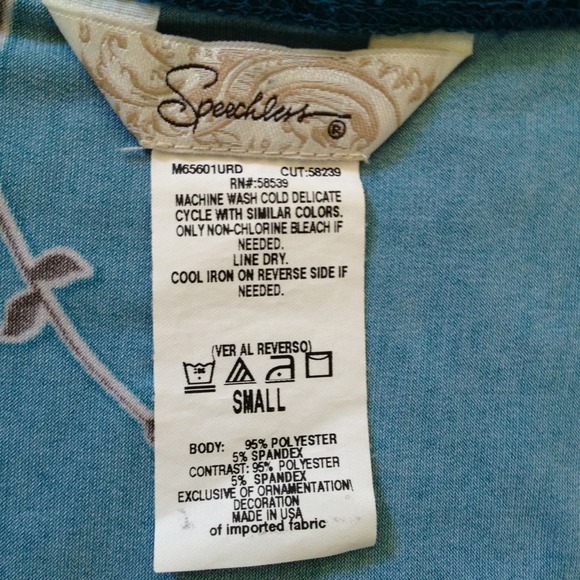 Speechless ®
M65601URD CUT:58239
RN#:58539
MACHINE WASH COLD DELICATE
CYCLE WITH SIMILAR COLORS.
ONLY NON-CHLORINE BLEACH IF
NEEDED.
LINE DRY.
COOL IRON ON REVERSE SIDE IF
NEEDED.
(VER AL REVERSO)
SMALL
BODY: 95% POLYESTER
5% SPANDEX
CONTRAST: 95% POLYESTER
5% SPANDEX
EXCLUSIVE OF ORNAMENTATION\
DECORATION
MADE IN USA
of imported fabric